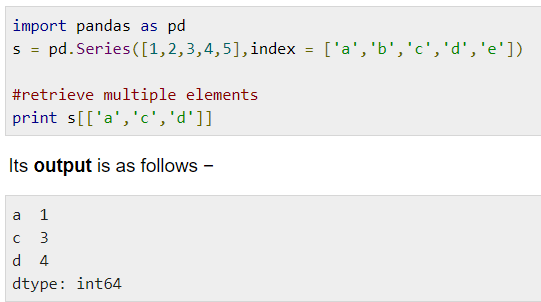 import pandas as pd
s = pd.Series([1,2,3,4,5],index = ['a','b','c','d','e'])
#retrieve multiple elements
print s[['a','c','d']]
Its output is as follows −
a  1
c  3
d  4
dtype: int64